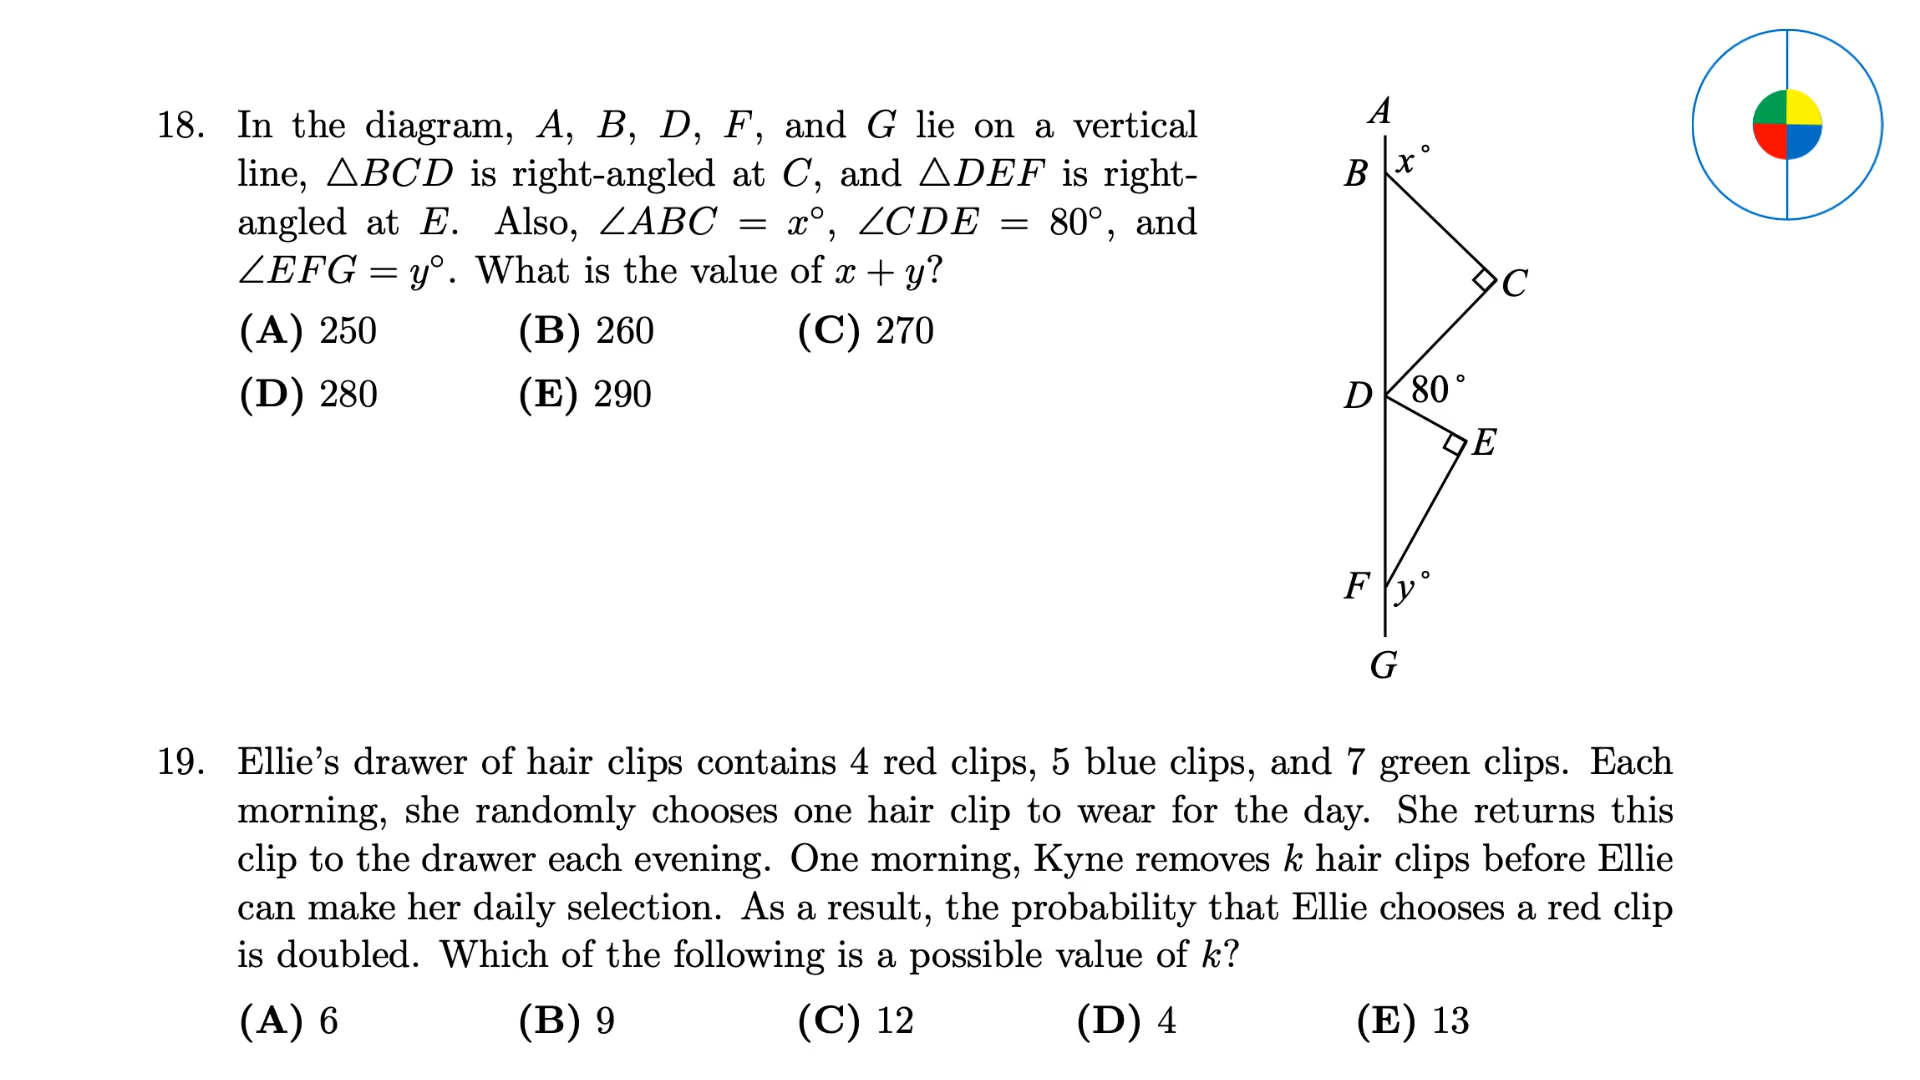 18. In the diagram, A, B, D, F, and G lie on a vertical
line, △BCD is right-angled at C, and △DEF is right-
angled at E. Also, ∠ABC = x°, ∠CDE = 80°, and
∠EFG = y°. What is the value of x + y?
(A) 250 (B) 260 (C) 270
(D) 280 (E) 290
A
B x°
C
D 80°
E
F y°
G
19. Ellie's drawer of hair clips contains 4 red clips, 5 blue clips, and 7 green clips. Each
morning, she randomly chooses one hair clip to wear for the day. She returns this
clip to the drawer each evening. One morning, Kyne removes k hair clips before Ellie
can make her daily selection. As a result, the probability that Ellie chooses a red clip
is doubled. Which of the following is a possible value of k?
(A) 6 (B) 9 (C) 12 (D) 4 (E) 13